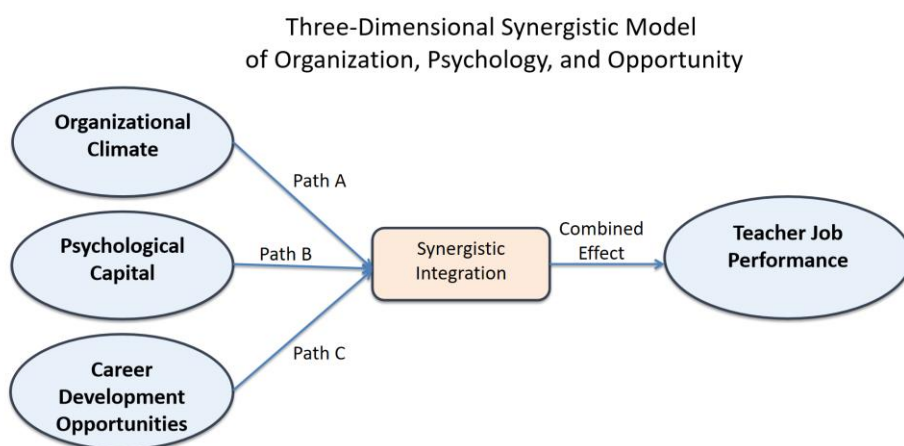 Three-Dimensional Synergistic Model
of Organization, Psychology, and Opportunity
Organizational
Climate
Path A
Psychological
Capital
Path B
Synergistic
Integration
Combined
Effect
Teacher Job
Performance
Path C
Career
Development
Opportunities